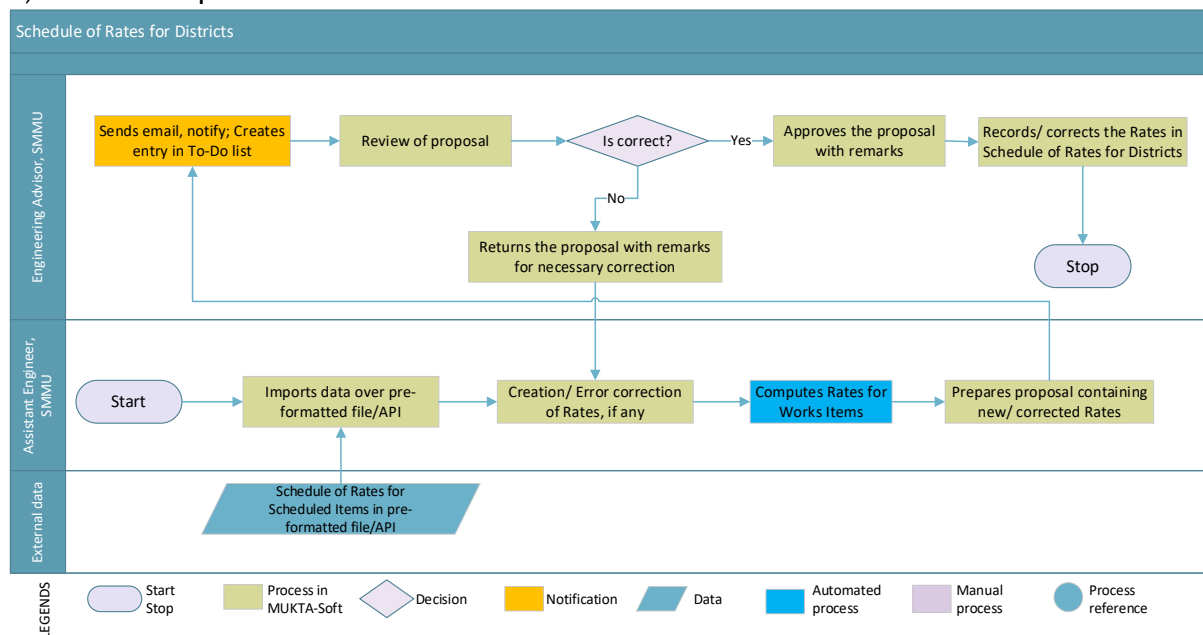 Schedule of Rates for Districts
Engineering Advisor, SMMU
Sends email, notify; Creates
entry in To-Do list
Review of proposal
Is correct?
Yes
Approves the proposal
with remarks
Records/ corrects the Rates in
Schedule of Rates for Districts
No
Returns the proposal with remarks
for necessary correction
Stop
Assistant Engineer,
SMMU
Start
Imports data over pre-
formatted file/API
Creation/ Error correction
of Rates, if any
Computes Rates for
Works Items
Prepares proposal containing
new/ corrected Rates
External data
Schedule of Rates for
Scheduled Items in pre-
formatted file/API
LEGENDS
Start
Stop
Process in
MUKTA-Soft
Decision
Notification
Data
Automated
process
Manual
process
Process
reference